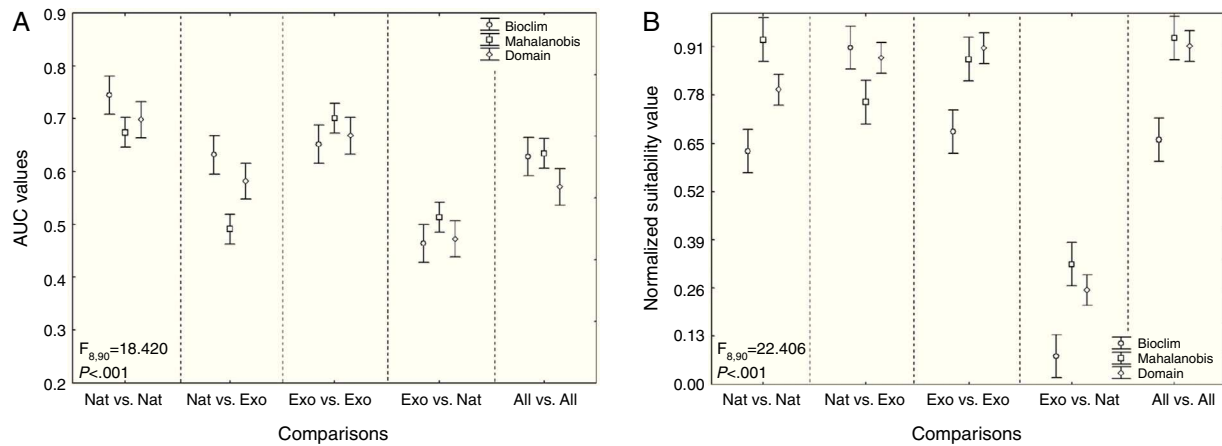 A
0.9
0.8
0.7
0.6
0.5
0.4
0.3
0.2
AUC values
Bioclim
Mahalanobis
Domain
F8,90=18.420
P<.001
Nat vs. Nat
Nat vs. Exo
Exo vs. Exo
Exo vs. Nat
All vs. All
Comparisons
B
0.91
0.78
0.65
0.52
0.39
0.26
0.13
0.00
Normalized suitability value
F8,90=22.406
P<.001
Bioclim
Mahalanobis
Domain
Nat vs. Nat
Nat vs. Exo
Exo vs. Exo
Exo vs. Nat
All vs. All
Comparisons